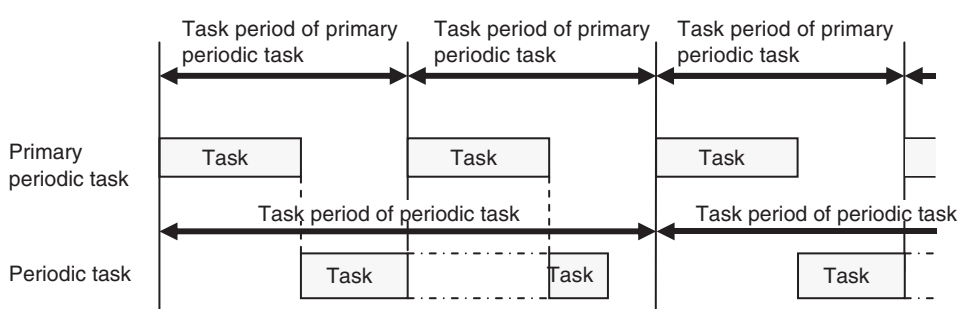 Task period of primary
periodic task
Task period of primary
periodic task
Task period of primary
periodic task
Primary
periodic task
Task
Task
Task
Task period of periodic task
Task period of periodic task
Periodic task
Task
Task
Task